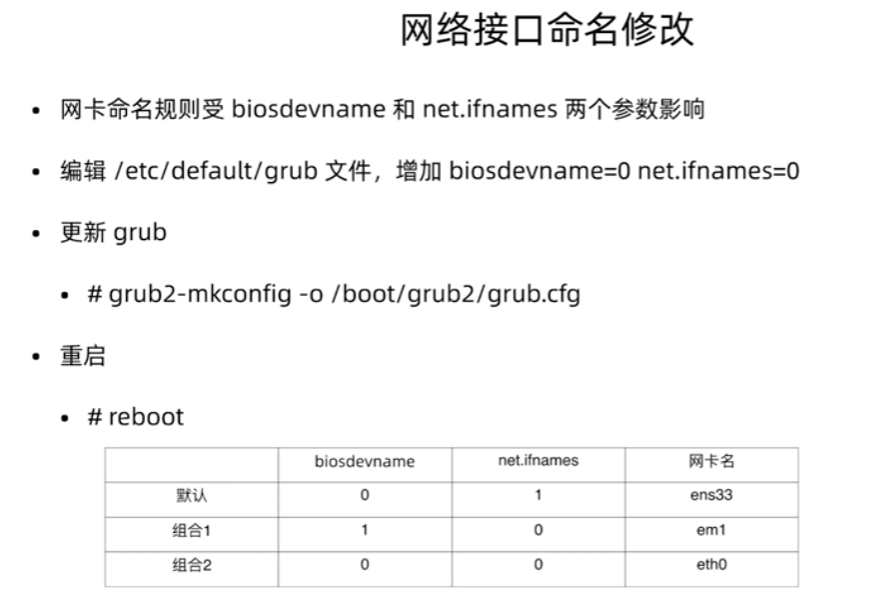 网络接口命名修改
• 网卡命名规则受 biosdevname 和 net.ifnames 两个参数影响
• 编辑 /etc/default/grub 文件，增加 biosdevname=0 net.ifnames=0
• 更新 grub
• # grub2-mkconfig -o /boot/grub2/grub.cfg
• 重启
• # reboot
biosdevname net.ifnames 网卡名
默认 0 1 ens33
组合1 1 0 em1
组合2 0 0 eth0